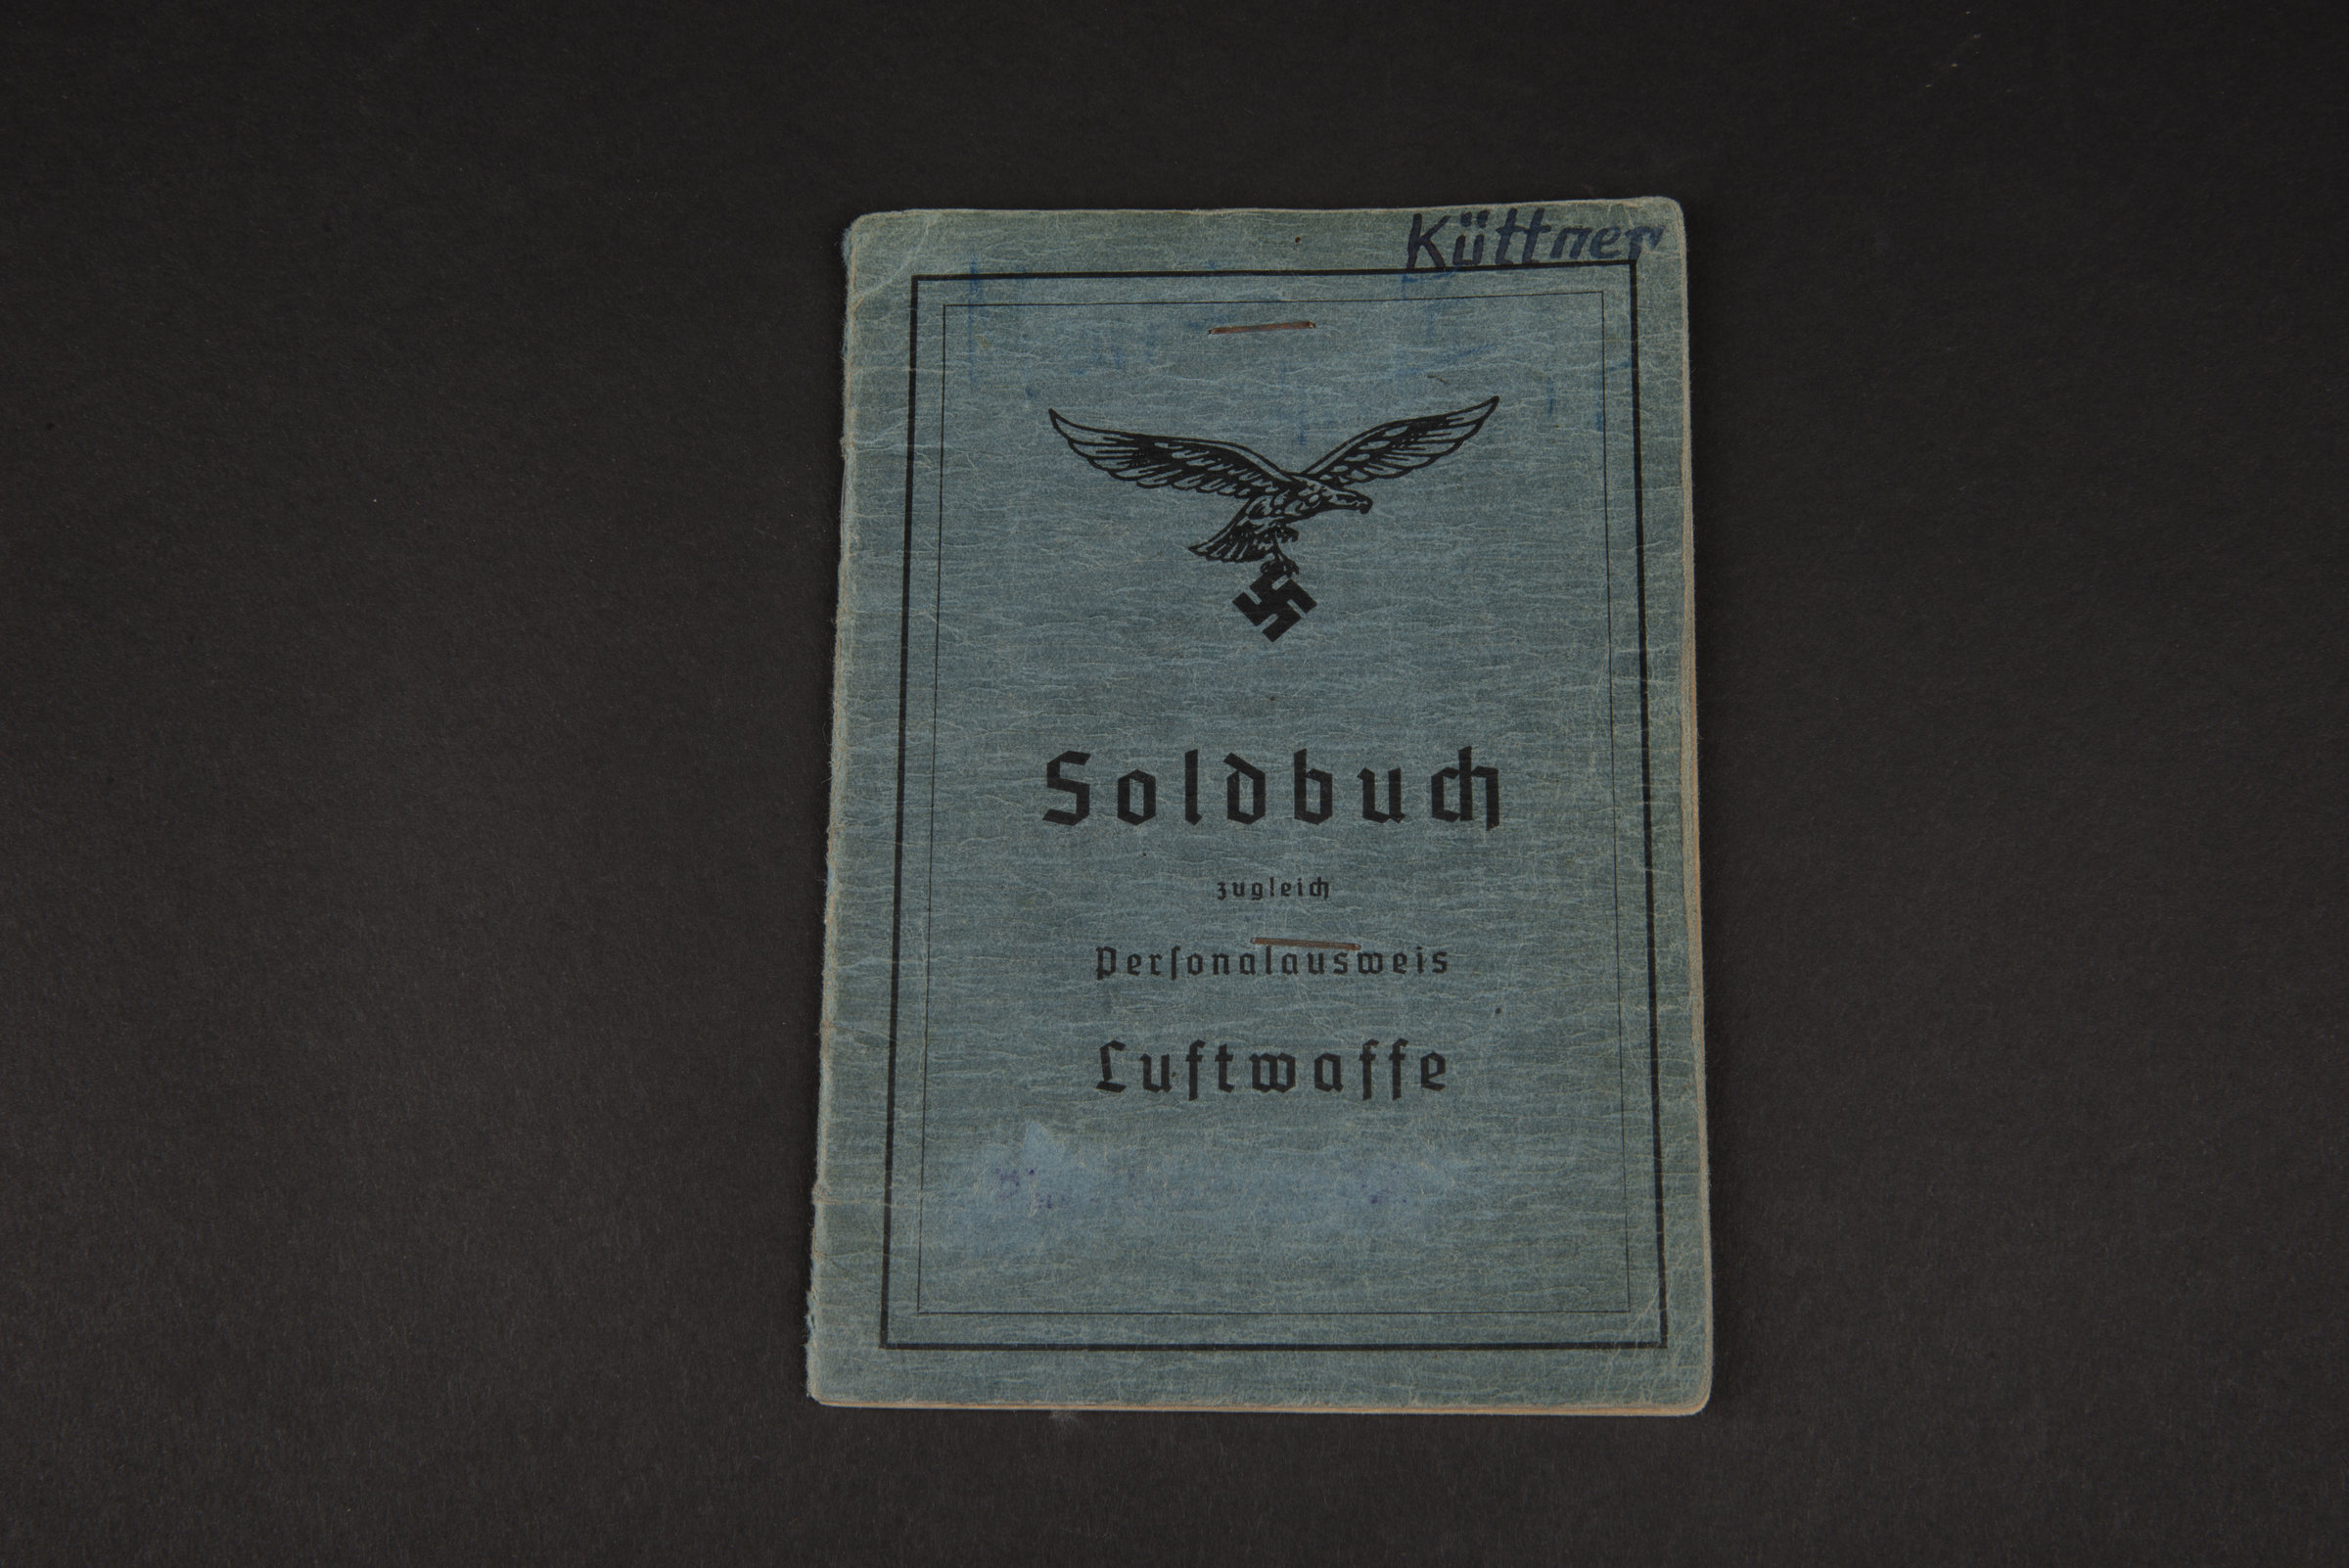 Küttner
Soldbuch
zugleich
Perſonalausweis
Luftwaffe